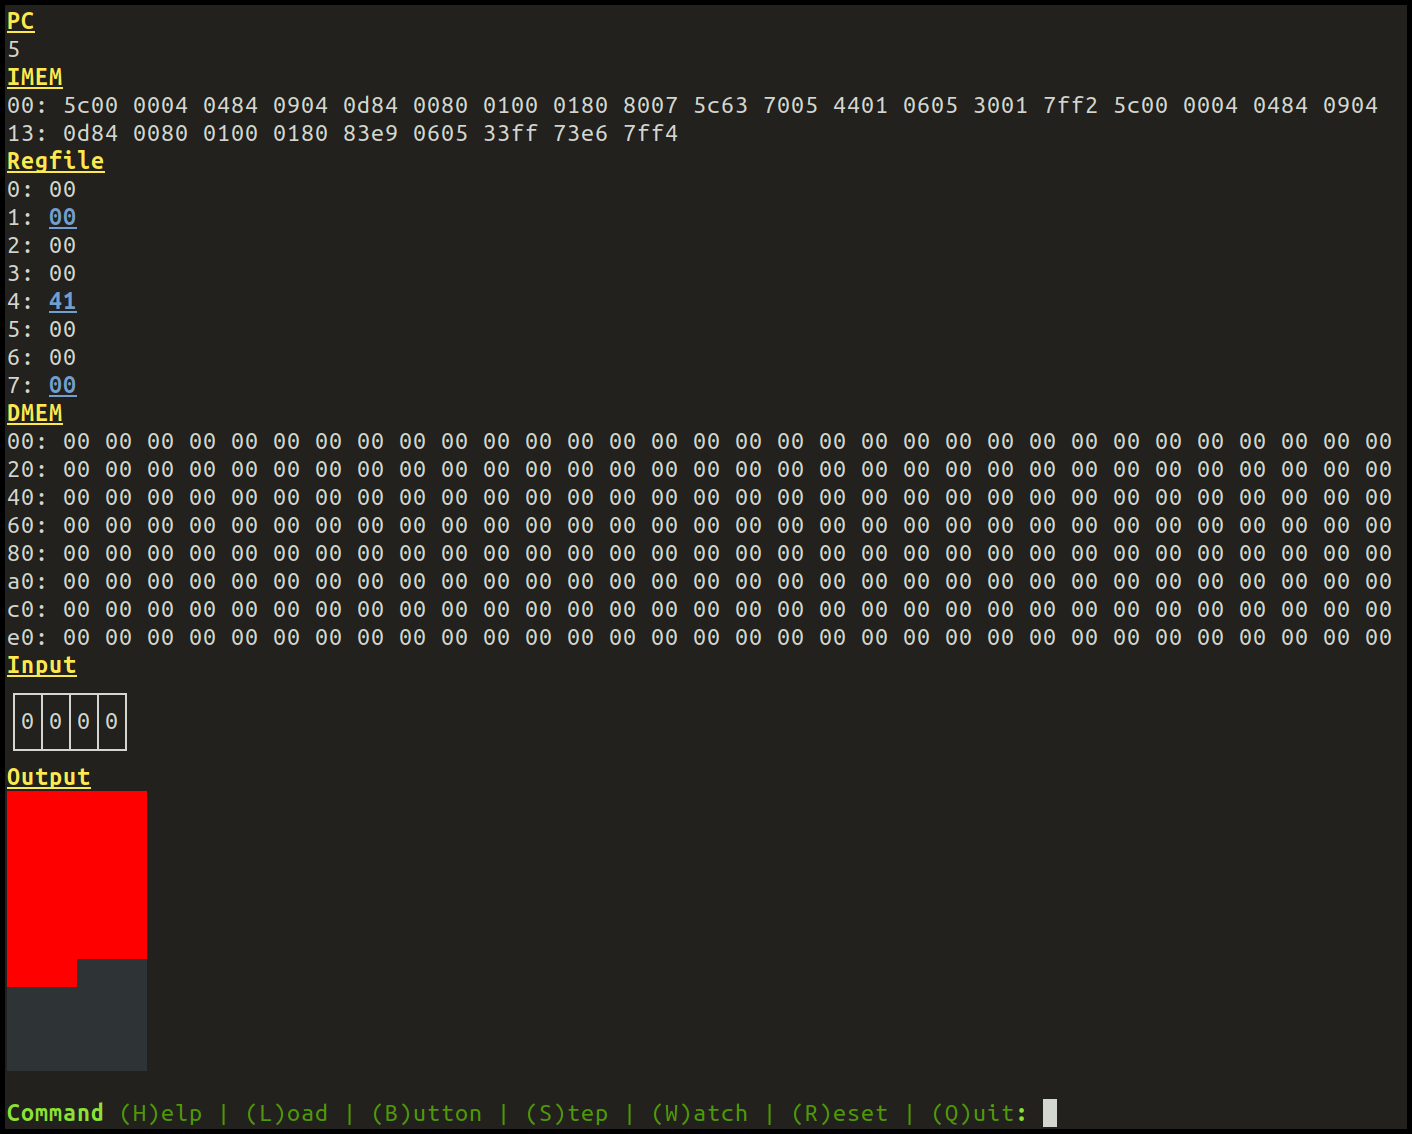 PC
5
IMEM
00: 5c00 0004 0484 0904 0d84 0080 0100 0180 8007 5c63 7005 4401 0605 3001 7ff2 5c00 0004 0484 0904
13: 0d84 0080 0100 0180 83e9 0605 33ff 73e6 7ff4
Regfile
0: 00
1: 00
2: 00
3: 00
4: 41
5: 00
6: 00
7: 00
DMEM
00: 00 00 00 00 00 00 00 00 00 00 00 00 00 00 00 00 00 00 00 00 00 00 00 00 00 00 00 00 00 00 00 00
20: 00 00 00 00 00 00 00 00 00 00 00 00 00 00 00 00 00 00 00 00 00 00 00 00 00 00 00 00 00 00 00 00
40: 00 00 00 00 00 00 00 00 00 00 00 00 00 00 00 00 00 00 00 00 00 00 00 00 00 00 00 00 00 00 00 00
60: 00 00 00 00 00 00 00 00 00 00 00 00 00 00 00 00 00 00 00 00 00 00 00 00 00 00 00 00 00 00 00 00
80: 00 00 00 00 00 00 00 00 00 00 00 00 00 00 00 00 00 00 00 00 00 00 00 00 00 00 00 00 00 00 00 00
a0: 00 00 00 00 00 00 00 00 00 00 00 00 00 00 00 00 00 00 00 00 00 00 00 00 00 00 00 00 00 00 00 00
c0: 00 00 00 00 00 00 00 00 00 00 00 00 00 00 00 00 00 00 00 00 00 00 00 00 00 00 00 00 00 00 00 00
e0: 00 00 00 00 00 00 00 00 00 00 00 00 00 00 00 00 00 00 00 00 00 00 00 00 00 00 00 00 00 00 00 00
Input
0 0 0 0
Output
Command (H)elp | (L)oad | (B)utton | (S)tep | (W)atch | (R)eset | (Q)uit: